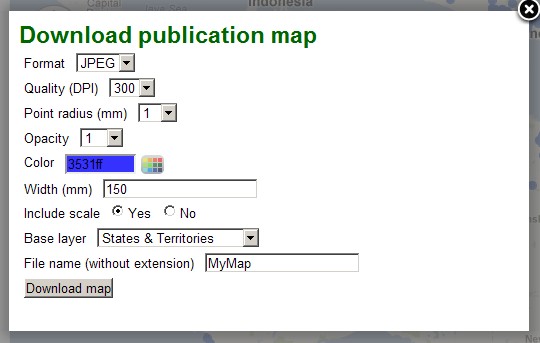 Capital
Indonesia
Download publication map
Format JPEG
Quality (DPI) 300
Point radius (mm) 1
Opacity 1
Color 3531ff
Width (mm) 150
Include scale Yes No
Base layer States & Territories
File name (without extension) MyMap
Download map